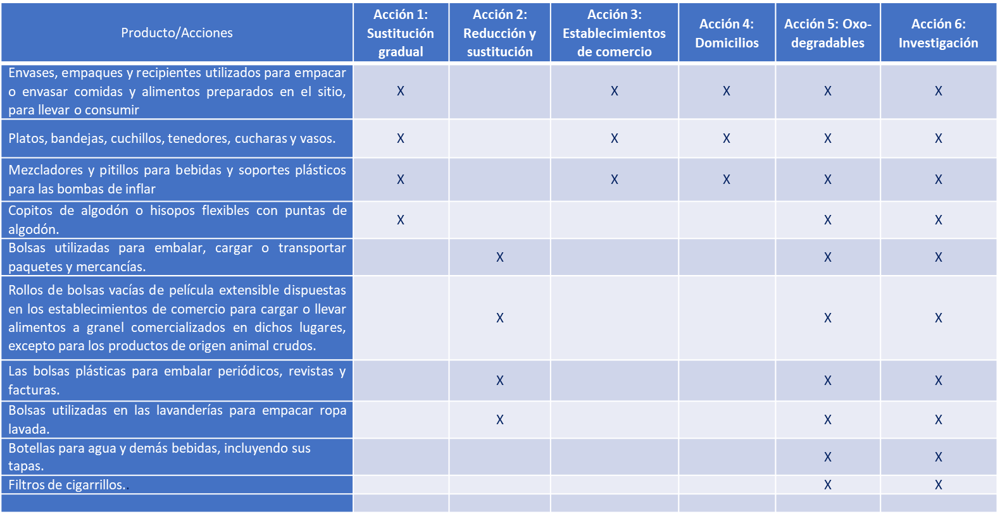 Producto/Acciones
Acción 1:
Sustitución
gradual
Acción 2:
Reducción y
sustitución
Acción 3:
Establecimientos
de comercio
Acción 4:
Domicilios
Acción 5: Oxo-
degradables
Acción 6:
Investigación
Envases, empaques y recipientes utilizados para empacar
o envasar comidas y alimentos preparados en el sitio,
para llevar o consumir
X X X X X
Platos, bandejas, cuchillos, tenedores, cucharas y vasos.
X X X X X
Mezcladores y pitillos para bebidas y soportes plásticos
para las bombas de inflar
X X X X X
Copitos de algodón o hisopos flexibles con puntas de
algodón.
X X X
Bolsas utilizadas para embalar, cargar o transportar
paquetes y mercancías.
X X X
Rollos de bolsas vacías de película extensible dispuestas
en los establecimientos de comercio para cargar o llevar
alimentos a granel comercializados en dichos lugares,
excepto para los productos de origen animal crudos.
X X X
Las bolsas plásticas para embalar periódicos, revistas y
facturas.
X X X
Bolsas utilizadas en las lavanderías para empacar ropa
lavada.
X X X
Botellas para agua y demás bebidas, incluyendo sus
tapas.
X X
Filtros de cigarrillos..
X X